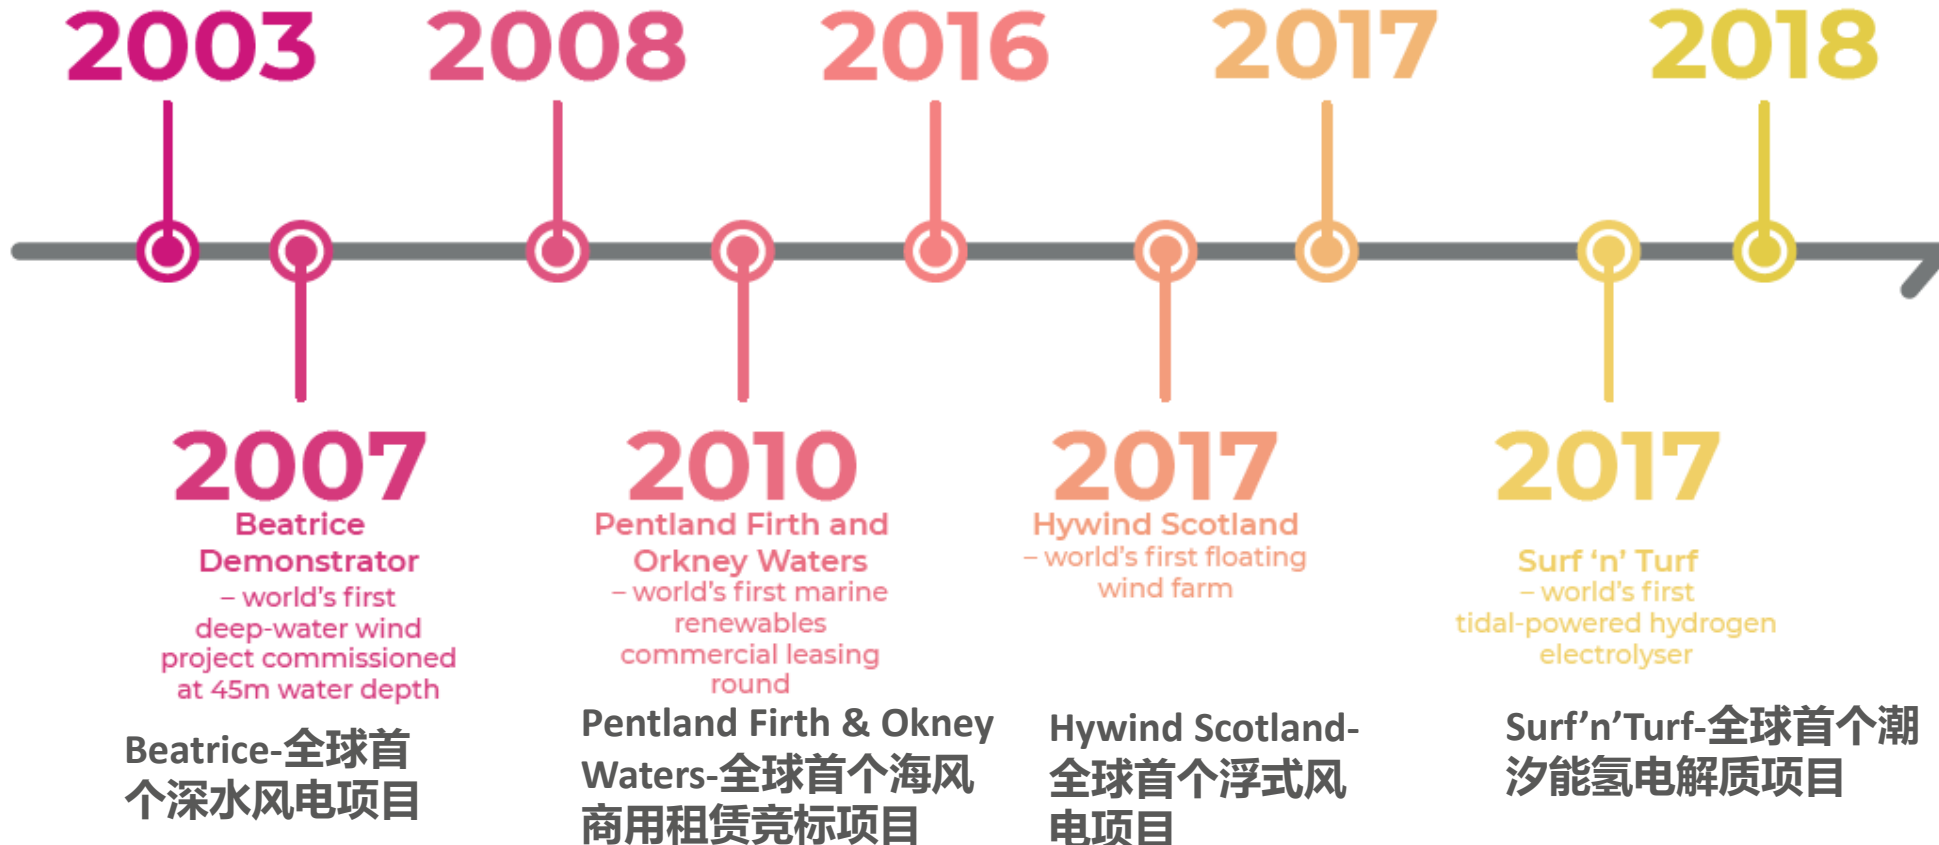 2003
2008
2016
2017
2018
2007
Beatrice
Demonstrator
– world's first
deep-water wind
project commissioned
at 45m water depth
Beatrice-全球首
个深水风电项目
2010
Pentland Firth and
Orkney Waters
– world's first marine
renewables
commercial leasing
round
Pentland Firth & Okney
Waters-全球首个海风
商用租赁竞标项目
2017
Hywind Scotland
– world's first floating
wind farm
Hywind Scotland-
全球首个浮式风
电项目
2017
Surf ‘n’ Turf
– world's first
tidal-powered hydrogen
electrolyser
Surf’n’Turf-全球首个潮
汐能氢电解质项目